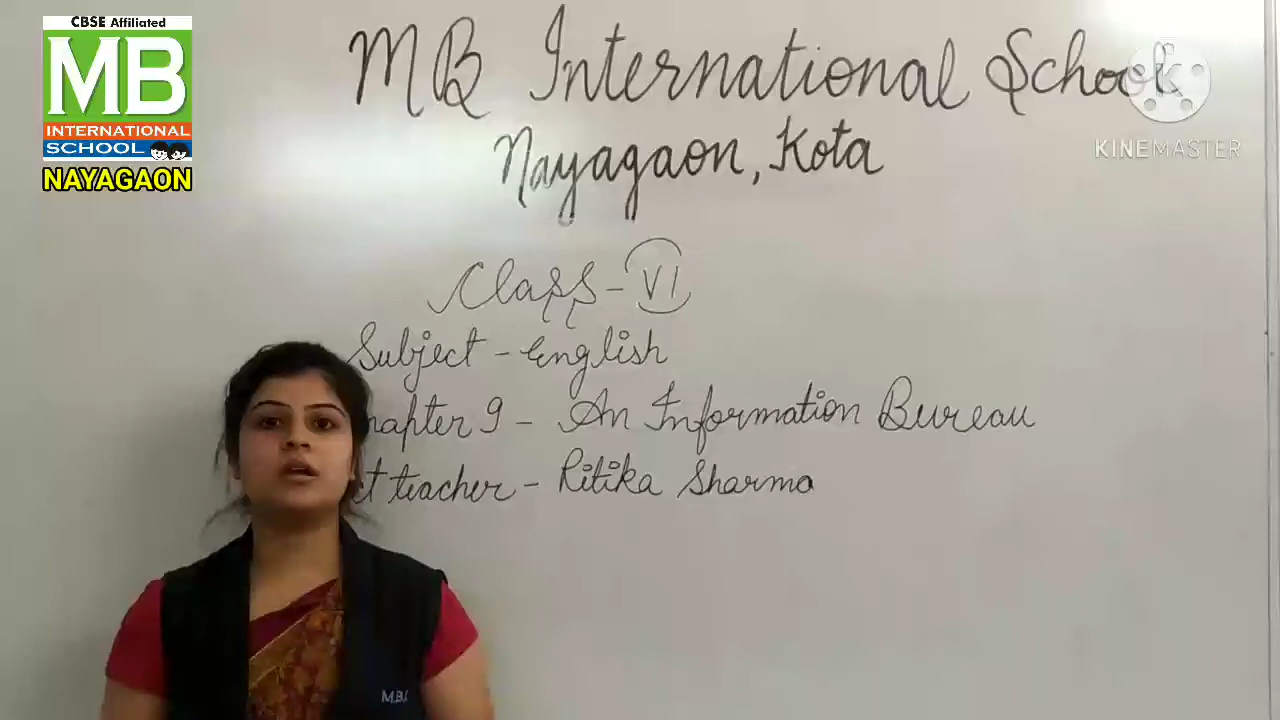 CBSE Affiliated
MB
INTERNATIONAL
SCHOOL
NAYAGAON
MB International School
Nayagaon, Kota
KINEMASTER
Class - VI
Subject - English
hapter 9 - An Information Bureau
ct teacher - Ritika Sharma